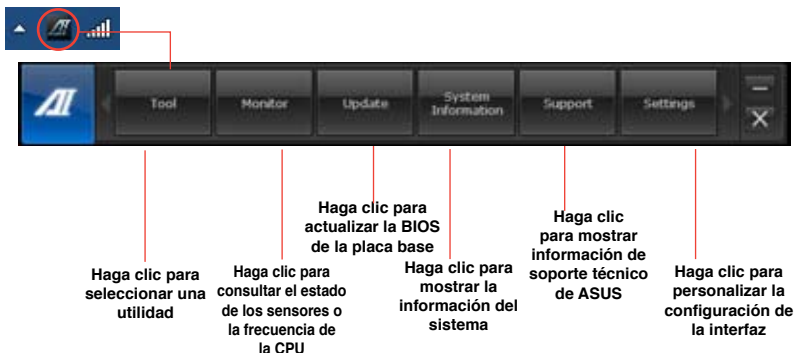 AI
Tool
Monitor
Update
System
Information
Support
Settings
Haga clic para
seleccionar una
utilidad
Haga clic para
consultar el estado
de los sensores o
la frecuencia de
la CPU
Haga clic para
actualizar la BIOS
de la placa base
Haga clic para
mostrar la
información del
sistema
Haga clic
para mostrar
información de
soporte técnico
de ASUS
Haga clic para
personalizar la
configuración de
la interfaz